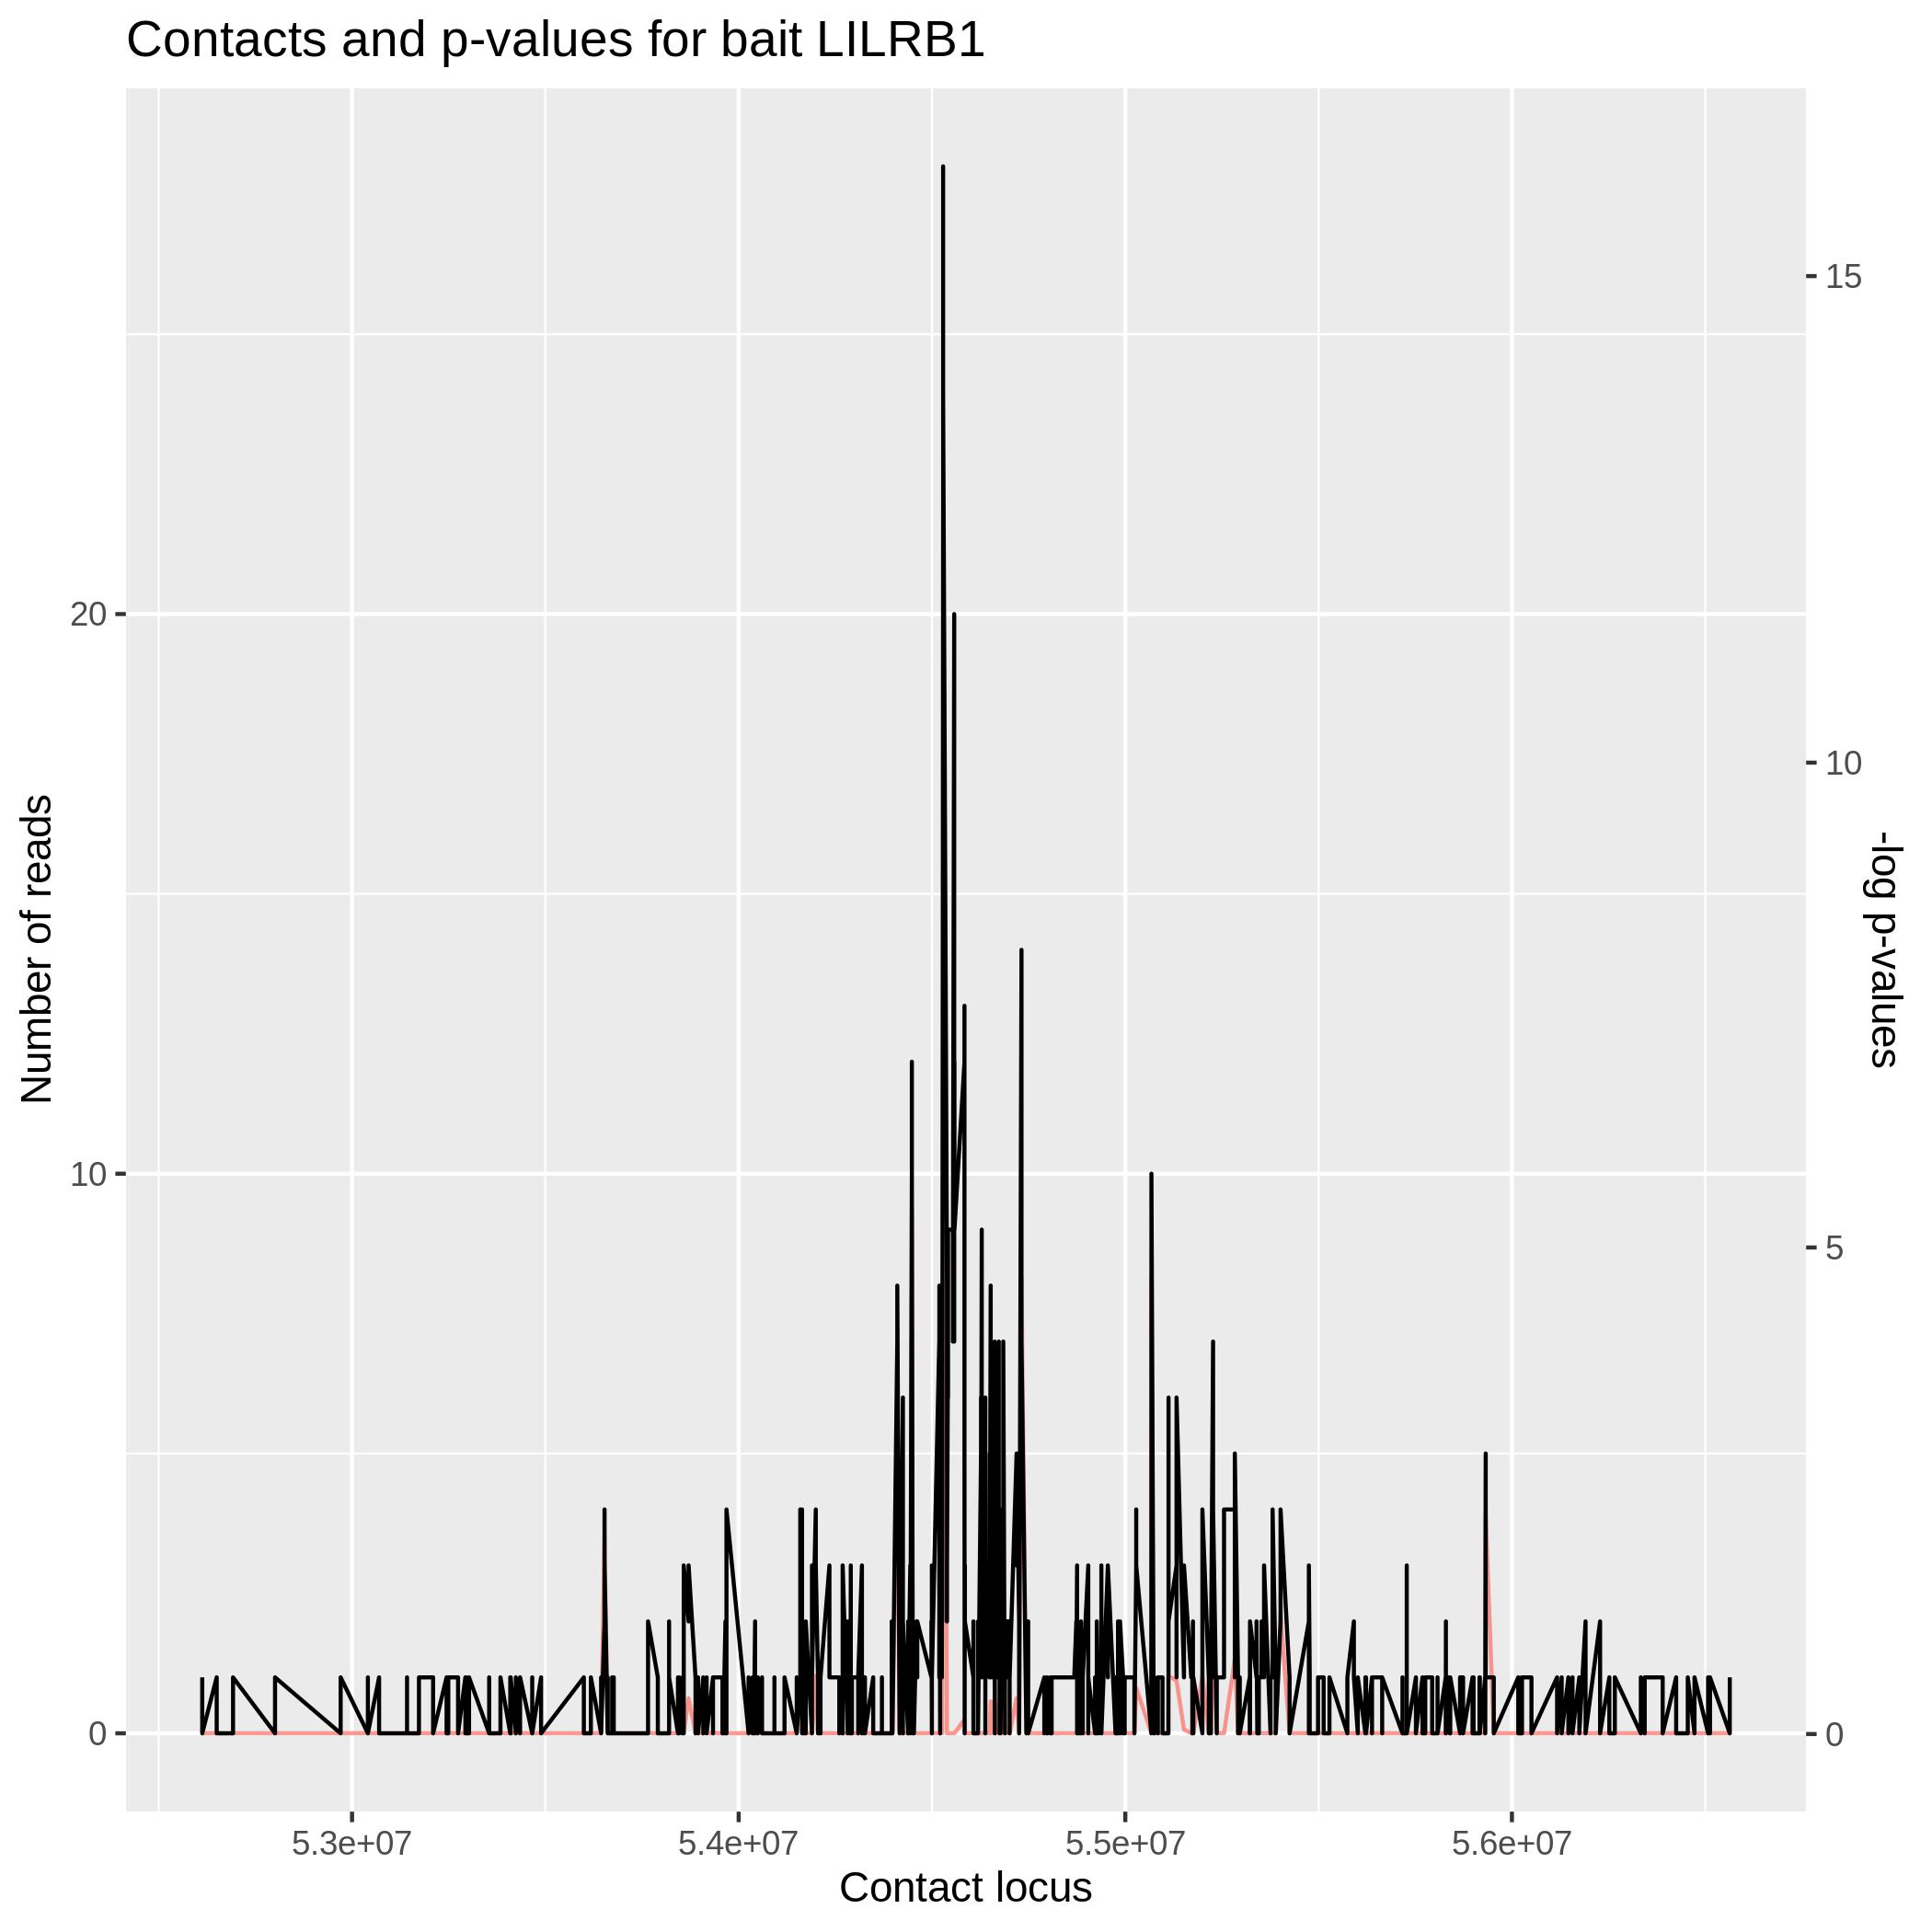 Contacts and p-values for bait LILRB1
15
20
10
10
5
0
0
Number of reads
-log p-values
5.3e+07 5.4e+07 5.5e+07 5.6e+07
Contact locus